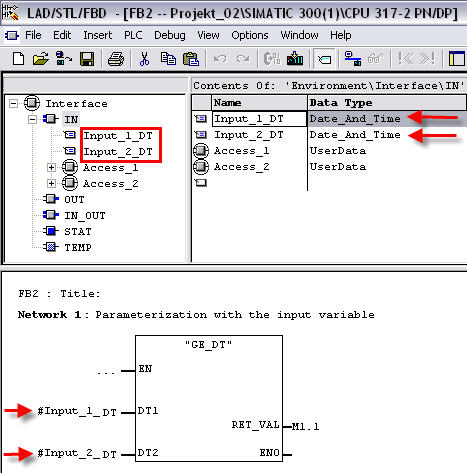 LAD/STL/FBD - [FB2 -- Projekt_02\SIMATIC 300(1)\CPU 317-2 PN/DP]
File Edit Insert PLC Debug View Options Window
Contents Of: 'Environment\Interface\IN'
Name Data Type
Interface
IN
Input_1_DT
Input_2_DT
Access_1
Access_2
OUT
IN_OUT
STAT
TEMP
Input_1_DT Date_And_Time
Input_2_DT Date_And_Time
Access_1 UserData
Access_2 UserData
FB2 : Title:
Network 1: Parameterization with the input variable
"GE_DT"
... EN
#Input_1_DT DT1
RET_VAL M1.1
#Input_2_DT DT2 ENO